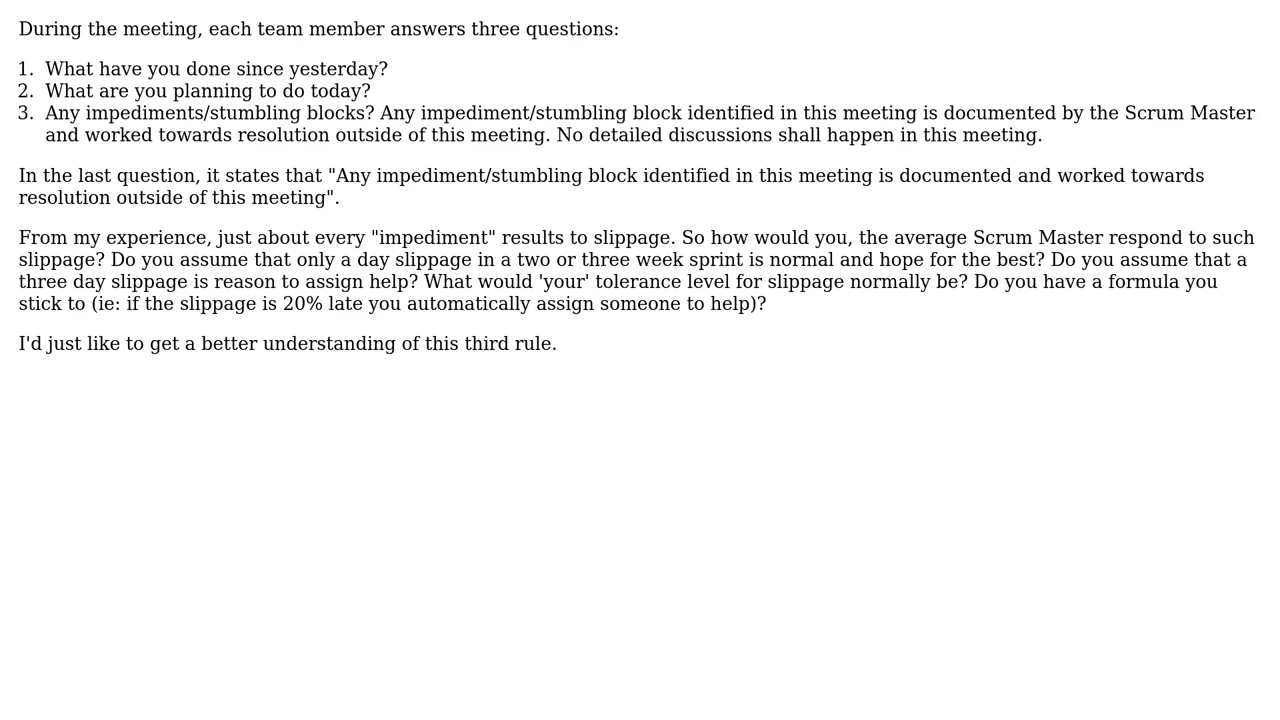 During the meeting, each team member answers three questions:
1. What have you done since yesterday?
2. What are you planning to do today?
3. Any impediments/stumbling blocks? Any impediment/stumbling block identified in this meeting is documented by the Scrum Master
and worked towards resolution outside of this meeting. No detailed discussions shall happen in this meeting.
In the last question, it states that "Any impediment/stumbling block identified in this meeting is documented and worked towards
resolution outside of this meeting".
From my experience, just about every "impediment" results to slippage. So how would you, the average Scrum Master respond to such
slippage? Do you assume that only a day slippage in a two or three week sprint is normal and hope for the best? Do you assume that a
three day slippage is reason to assign help? What would 'your' tolerance level for slippage normally be? Do you have a formula you
stick to (ie: if the slippage is 20% late you automatically assign someone to help)?
I'd just like to get a better understanding of this third rule.